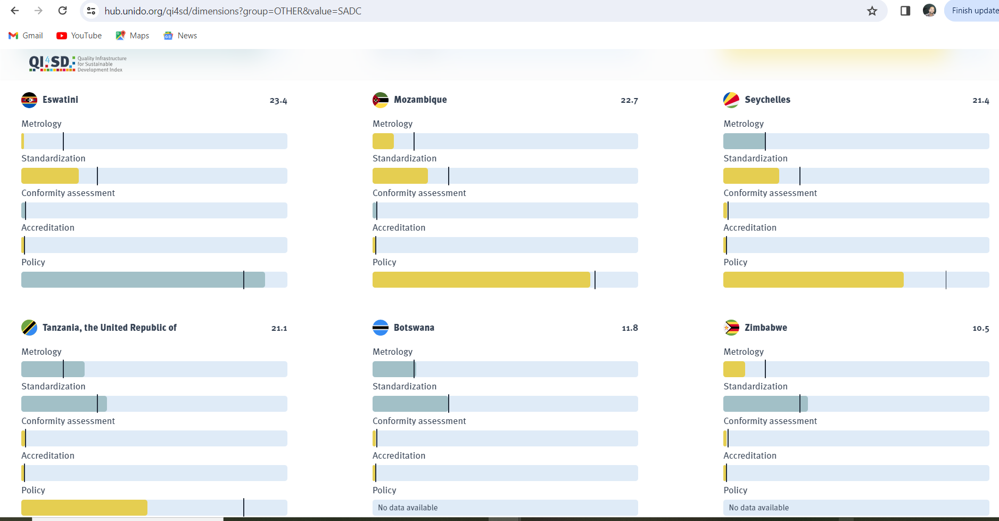 hub.unido.org/qi4sd/dimensions?group=OTHER&value=SADC
Finish update
Gmail
YouTube
Maps
News
QI4SD
Quality Infrastructure
for Sustainable
Development Index
Eswatini
23.4
Metrology
Standardization
Conformity assessment
Accreditation
Policy
Mozambique
22.7
Metrology
Standardization
Conformity assessment
Accreditation
Policy
Seychelles
21.4
Metrology
Standardization
Conformity assessment
Accreditation
Policy
Tanzania, the United Republic of
21.1
Metrology
Standardization
Conformity assessment
Accreditation
Policy
Botswana
11.8
Metrology
Standardization
Conformity assessment
Accreditation
Policy
No data available
Zimbabwe
10.5
Metrology
Standardization
Conformity assessment
Accreditation
Policy
No data available